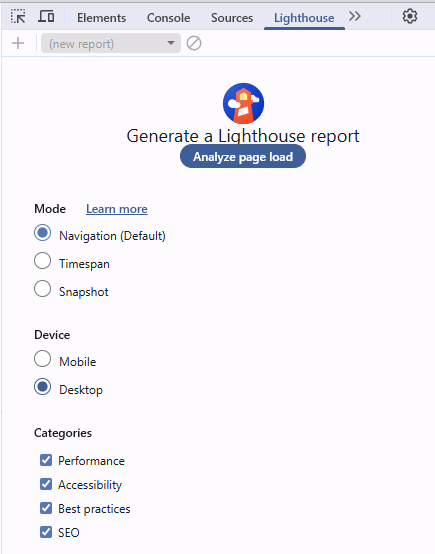 Elements Console Sources Lighthouse
(new report)
Generate a Lighthouse report
Analyze page load
Mode Learn more
Navigation (Default)
Timespan
Snapshot
Device
Mobile
Desktop
Categories
Performance
Accessibility
Best practices
SEO